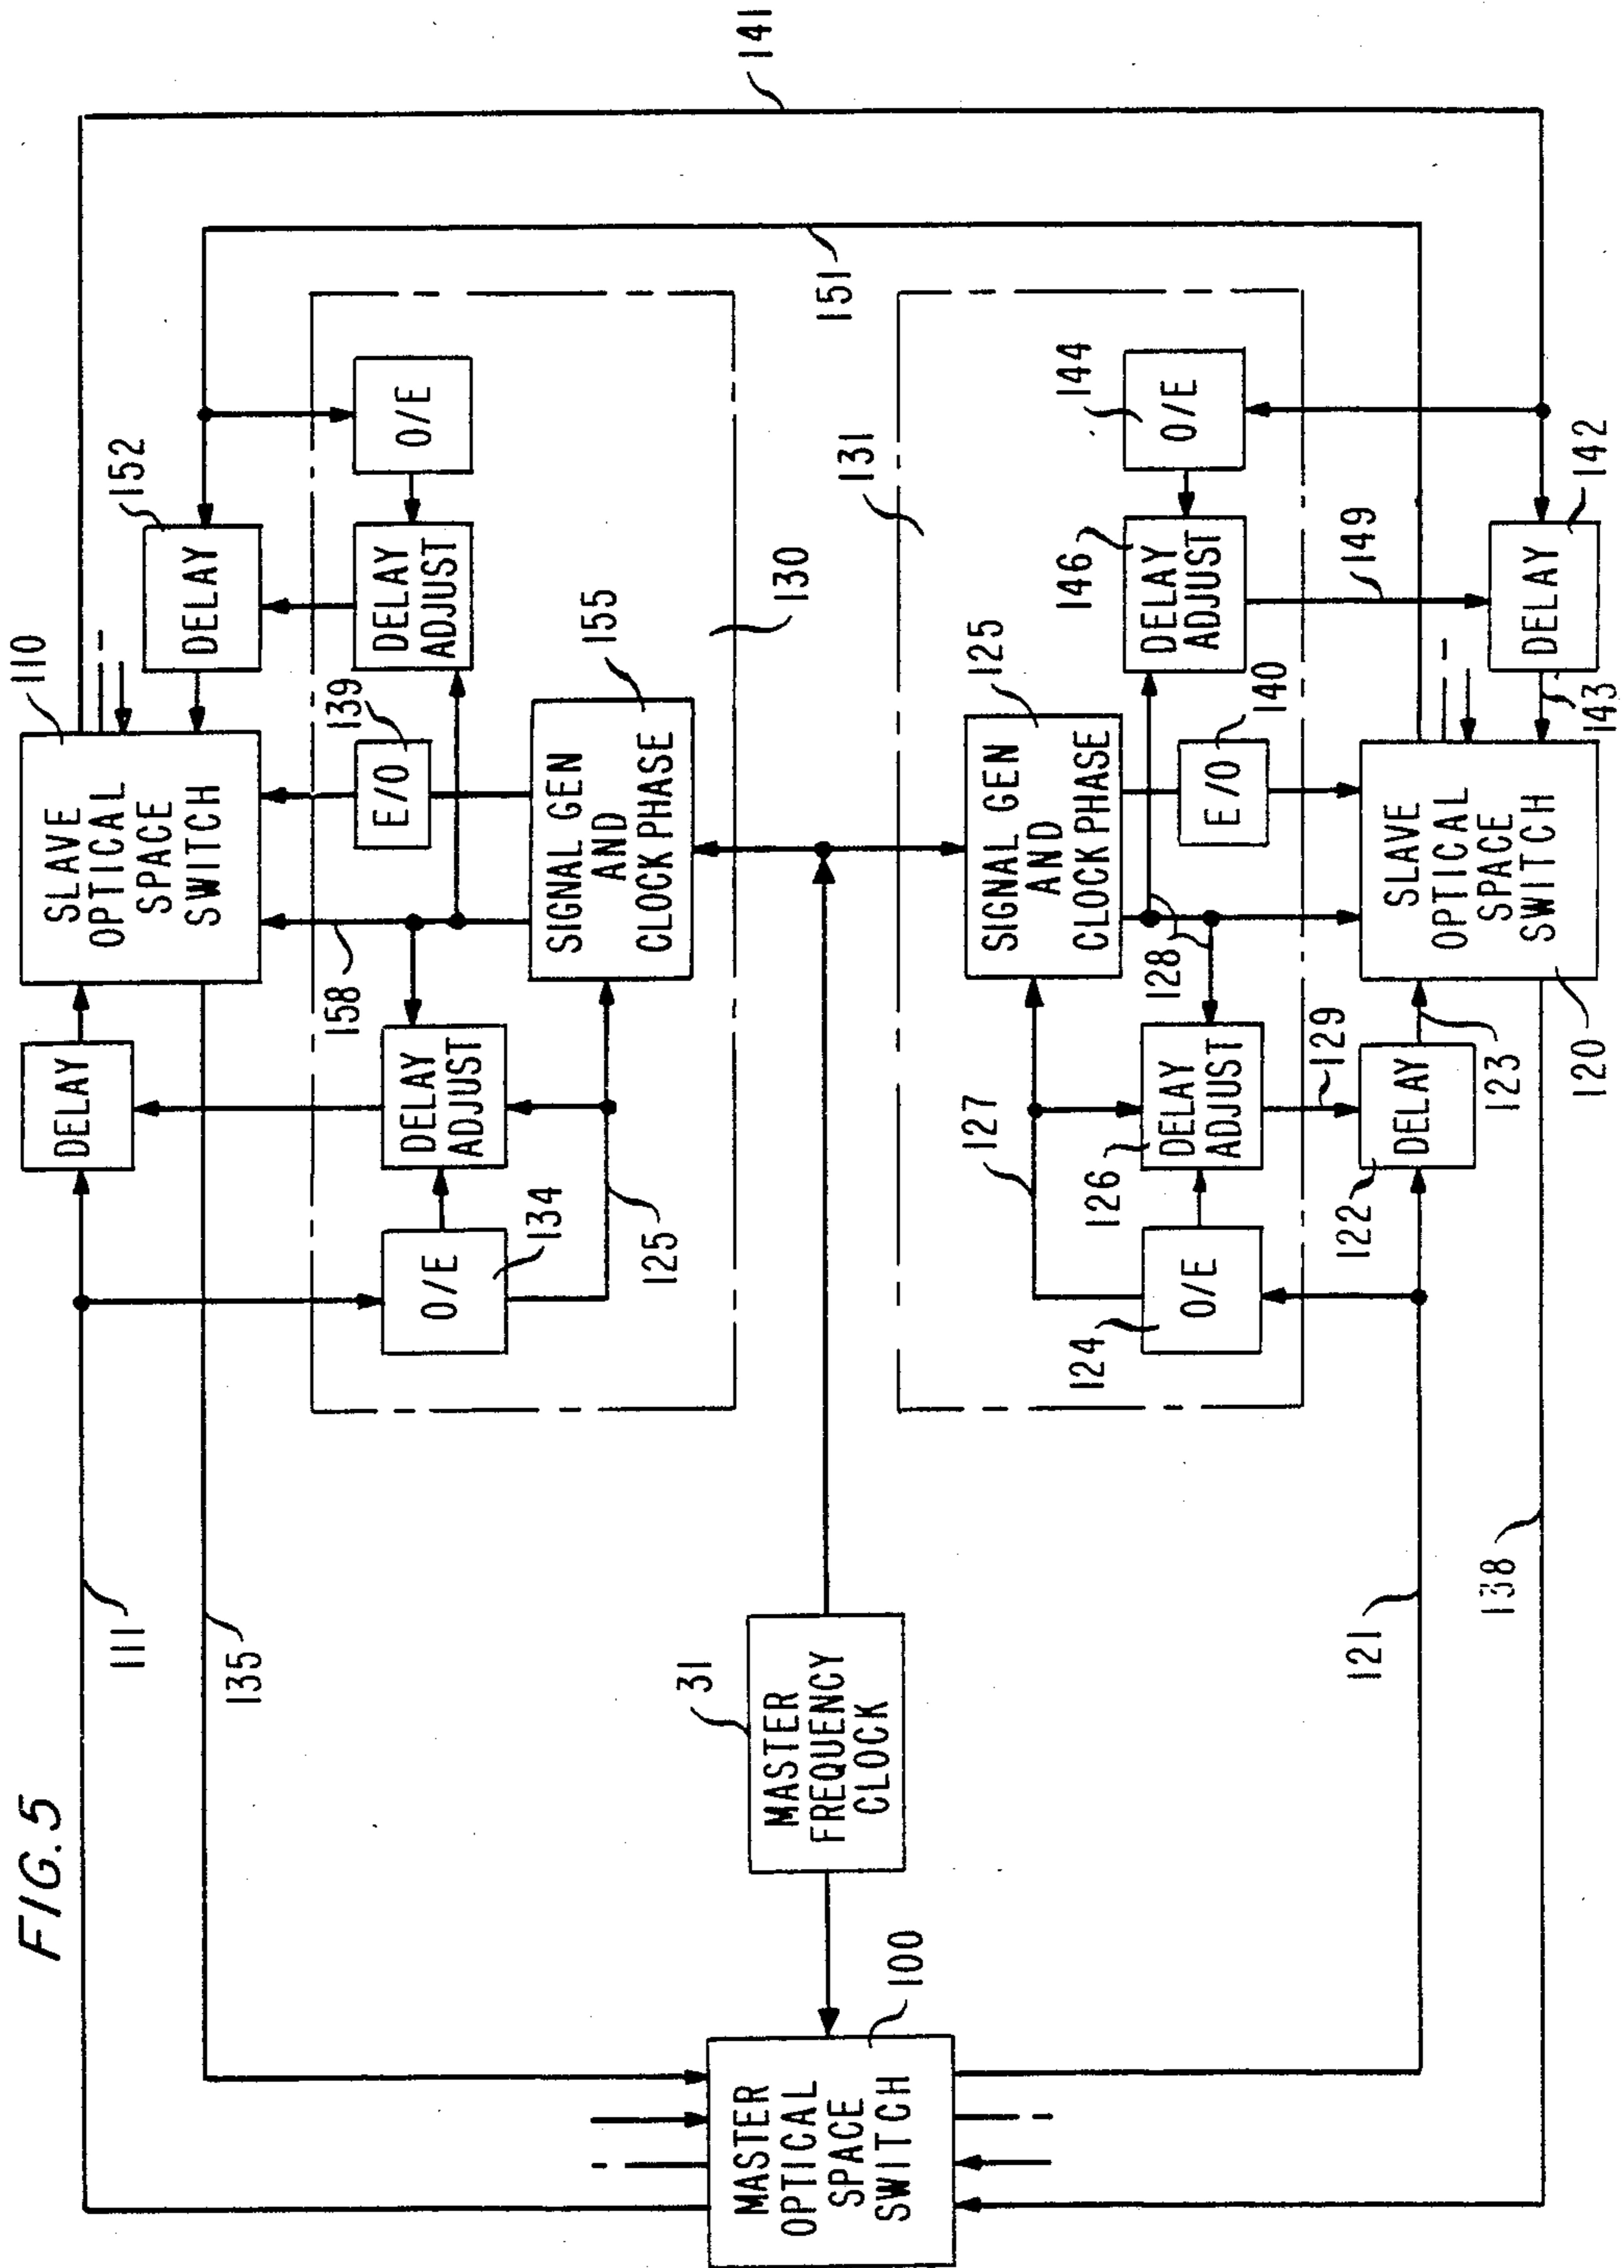 FIG. 5
111
DELAY
110
SLAVE
OPTICAL
SPACE
SWITCH
152
DELAY
141
135
158
139
O/E
134
DELAY
ADJUST
E/O
DELAY
ADJUST
O/E
125
SIGNAL GEN
AND
CLOCK PHASE
155
130
151
31
MASTER
FREQUENCY
CLOCK
MASTER
OPTICAL
SPACE
SWITCH
100
131
127
SIGNAL GEN
AND
CLOCK PHASE
125
124
O/E
126
DELAY
ADJUST
128
E/O
140
146
DELAY
ADJUST
144
O/E
129
149
121
122
DELAY
123
SLAVE
OPTICAL
SPACE
SWITCH
120
DELAY
142
143
138